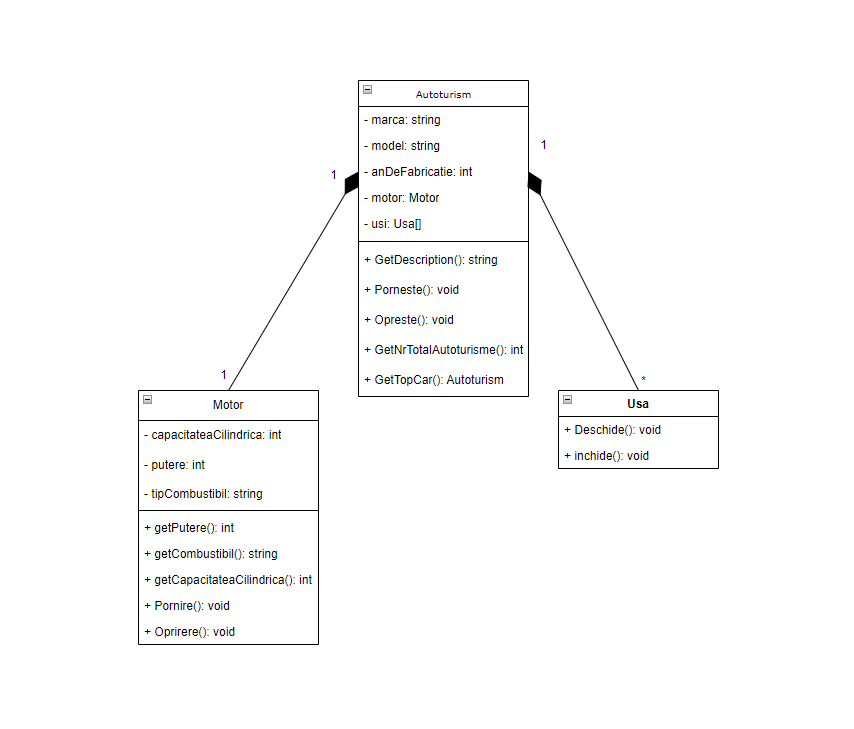 Autoturism
- marca: string
- model: string
- anDeFabricatie: int
- motor: Motor
- usi: Usa[]
+ GetDescription(): string
+ Porneste(): void
+ Opreste(): void
+ GetNrTotalAutoturisme(): int
+ GetTopCar(): Autoturism
1
1
1
*
Motor
- capacitateaCilindrica: int
- putere: int
- tipCombustibil: string
+ getPutere(): int
+ getCombustibil(): string
+ getCapacitateaCilindrica(): int
+ Pornire(): void
+ Oprirere(): void
Usa
+ Deschide(): void
+ inchide(): void